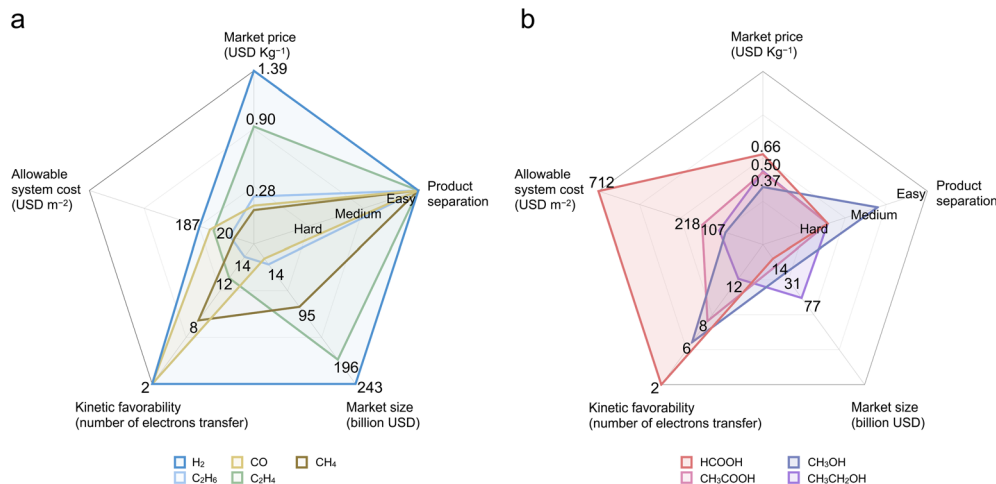 a
Market price
(USD Kg⁻¹)
1.39
0.90
0.28
Allowable
system cost
(USD m⁻²)
187
20
Product
separation
Easy
Medium
Hard
14
14
12
95
8
196
2
243
Kinetic favorability
(number of electrons transfer)
Market size
(billion USD)
H₂
CO
CH₄
C₂H₆
C₂H₄
b
Market price
(USD Kg⁻¹)
0.66
0.50
0.37
Allowable
system cost
(USD m⁻²)
712
218
107
Product
separation
Easy
Medium
Hard
14
12
31
77
8
6
2
Kinetic favorability
(number of electrons transfer)
Market size
(billion USD)
HCOOH
CH₃OH
CH₃COOH
CH₃CH₂OH